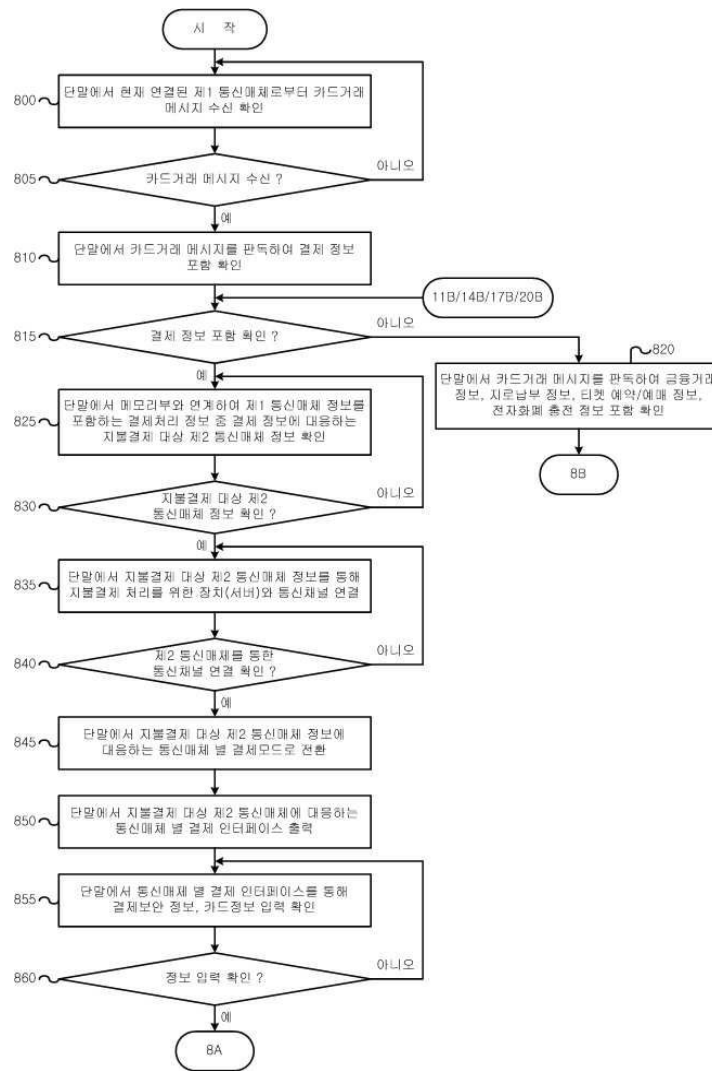 시 작
800
단말에서 현재 연결된 제1 통신매체로부터 카드거래
메시지 수신 확인
805
카드거래 메시지 수신 ?
아니오
예
810
단말에서 카드거래 메시지를 판독하여 결제 정보
포함 확인
11B/14B/17B/20B
815
결제 정보 포함 확인 ?
아니오
예
820
단말에서 카드거래 메시지를 판독하여 금융거래
정보, 지로납부 정보, 티켓 예약/예매 정보,
전자화폐 충전 정보 포함 확인
8B
825
단말에서 메모리부와 연계하여 제1 통신매체 정보를
포함하는 결제처리 정보 중 결제 정보에 대응하는
지불결제 대상 제2 통신매체 정보 확인
830
지불결제 대상 제2
통신매체 정보 확인 ?
아니오
예
835
단말에서 지불결제 대상 제2 통신매체 정보를 통해
지불결제 처리를 위한 장치(서버)와 통신채널 연결
840
제2 통신매체를 통한
통신채널 연결 확인 ?
아니오
예
845
단말에서 지불결제 대상 제2 통신매체 정보에
대응하는 통신매체 별 결제모드로 전환
850
단말에서 지불결제 대상 제2 통신매체에 대응하는
통신매체 별 결제 인터페이스 출력
855
단말에서 통신매체 별 결제 인터페이스를 통해
결제보안 정보, 카드정보 입력 확인
860
정보 입력 확인 ?
아니오
예
8A